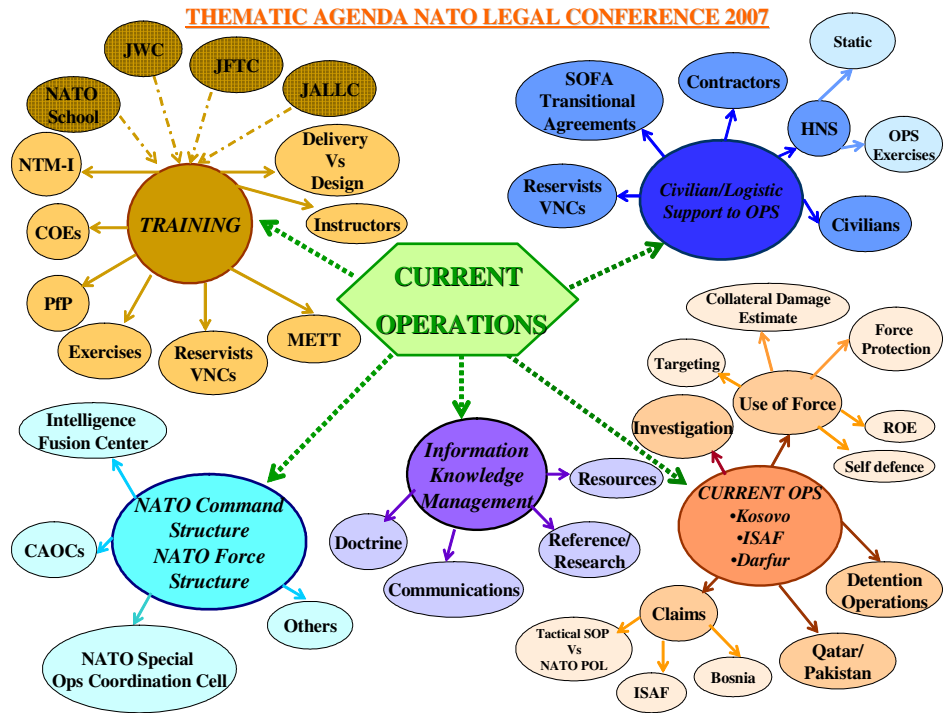 THEMATIC AGENDA NATO LEGAL CONFERENCE 2007
JWC
JFTC
NATO
School
JALLC
NTM-I
Delivery
Vs
Design
TRAINING
Instructors
COEs
PfP
Exercises
Reservists
VNCs
METT
SOFA
Transitional
Agreements
Contractors
Static
HNS
OPS
Exercises
Reservists
VNCs
Civilian/Logistic
Support to OPS
Civilians
CURRENT
OPERATIONS
Collateral Damage
Estimate
Force
Protection
Targeting
Use of Force
Investigation
ROE
Self defence
CURRENT OPS
•Kosovo
•ISAF
•Darfur
Detention
Operations
Claims
Qatar/
Pakistan
Tactical SOP
Vs
NATO POL
ISAF
Bosnia
Intelligence
Fusion Center
NATO Command
Structure
NATO Force
Structure
CAOCs
Others
NATO Special
Ops Coordination Cell
Information
Knowledge
Management
Resources
Doctrine
Reference/
Research
Communications